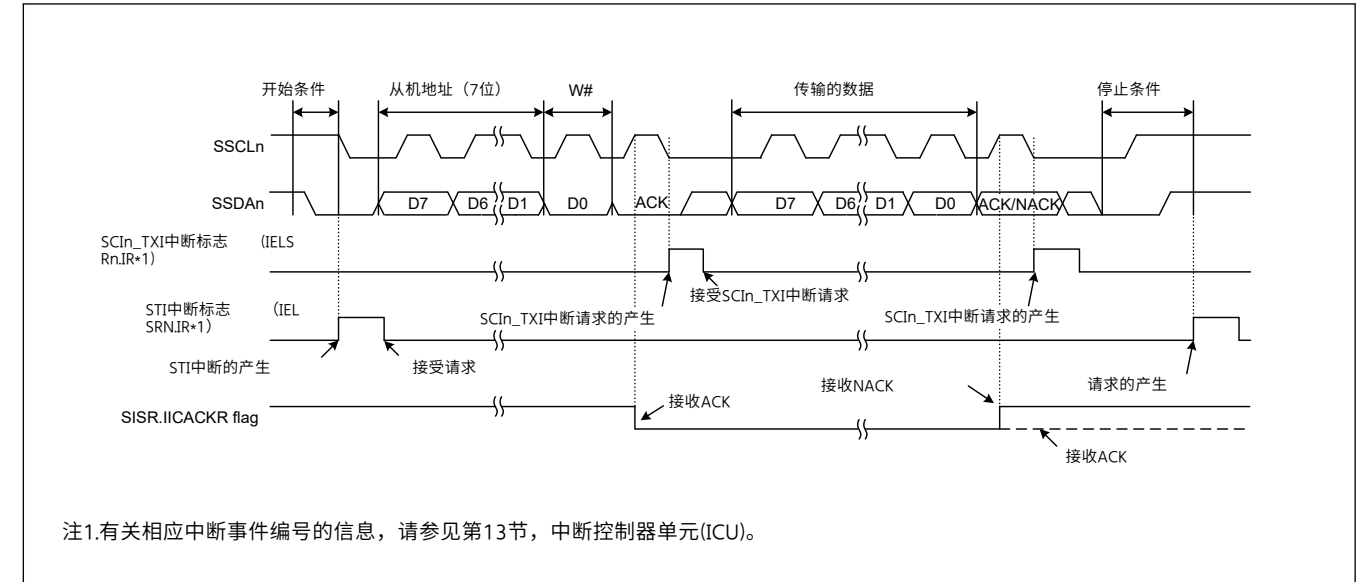 开始条件
从机地址（7位）
W#
传输的数据
停止条件
SSCLn
SSDAn
D7
D6
D1
D0
ACK
D7
D6
D1
D0
ACK/NACK
SCIn_TXI中断标志 （IELS
Rn.IR*1）
接受SCIn_TXI中断请求
SCIn_TXI中断请求的产生
SCIn_TXI中断请求的产生
STI中断标志 （IEL
SRN.IR*1）
STI中断的产生
接受请求
请求的产生
接收NACK
接收ACK
SISR.IICACKR flag
接收ACK
注1.有关相应中断事件编号的信息，请参见第13节，中断控制器单元(ICU)。